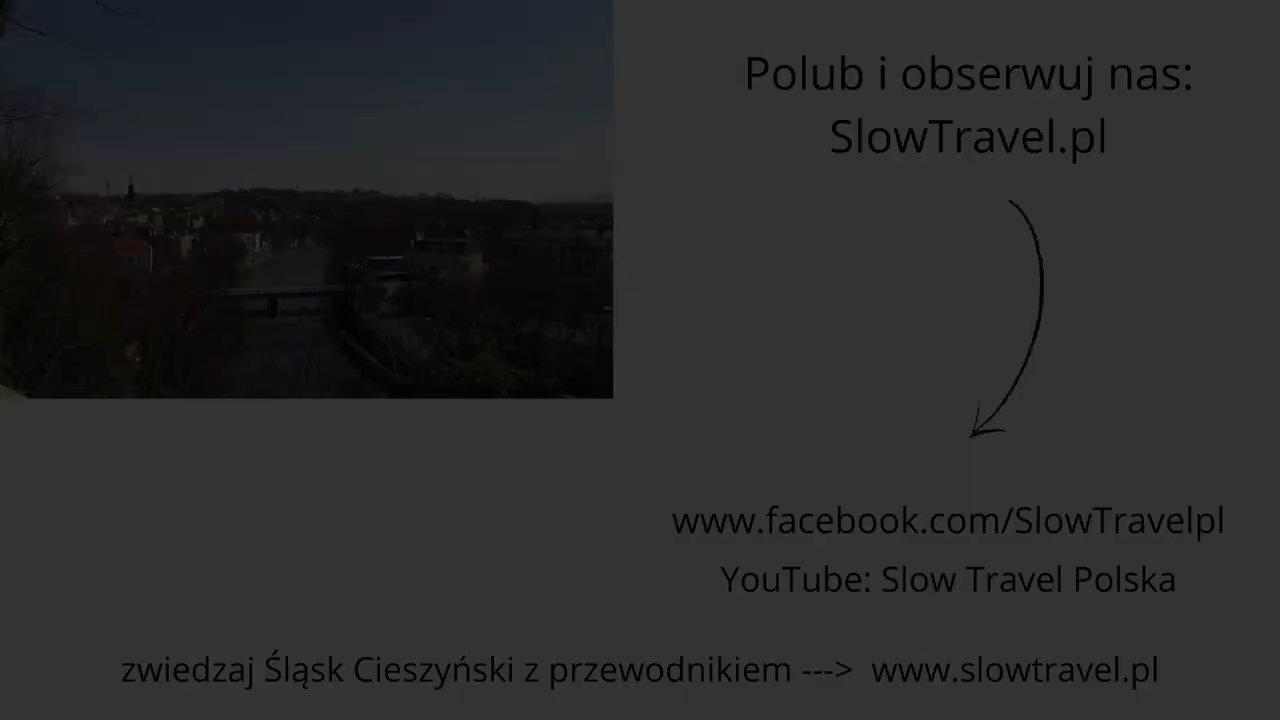 Polub i obserwuj nas:
SlowTravel.pl
www.facebook.com/SlowTravelpl
YouTube: Slow Travel Polska
zwiedzaj Śląsk Cieszyński z przewodnikiem ---> www.slowtravel.pl